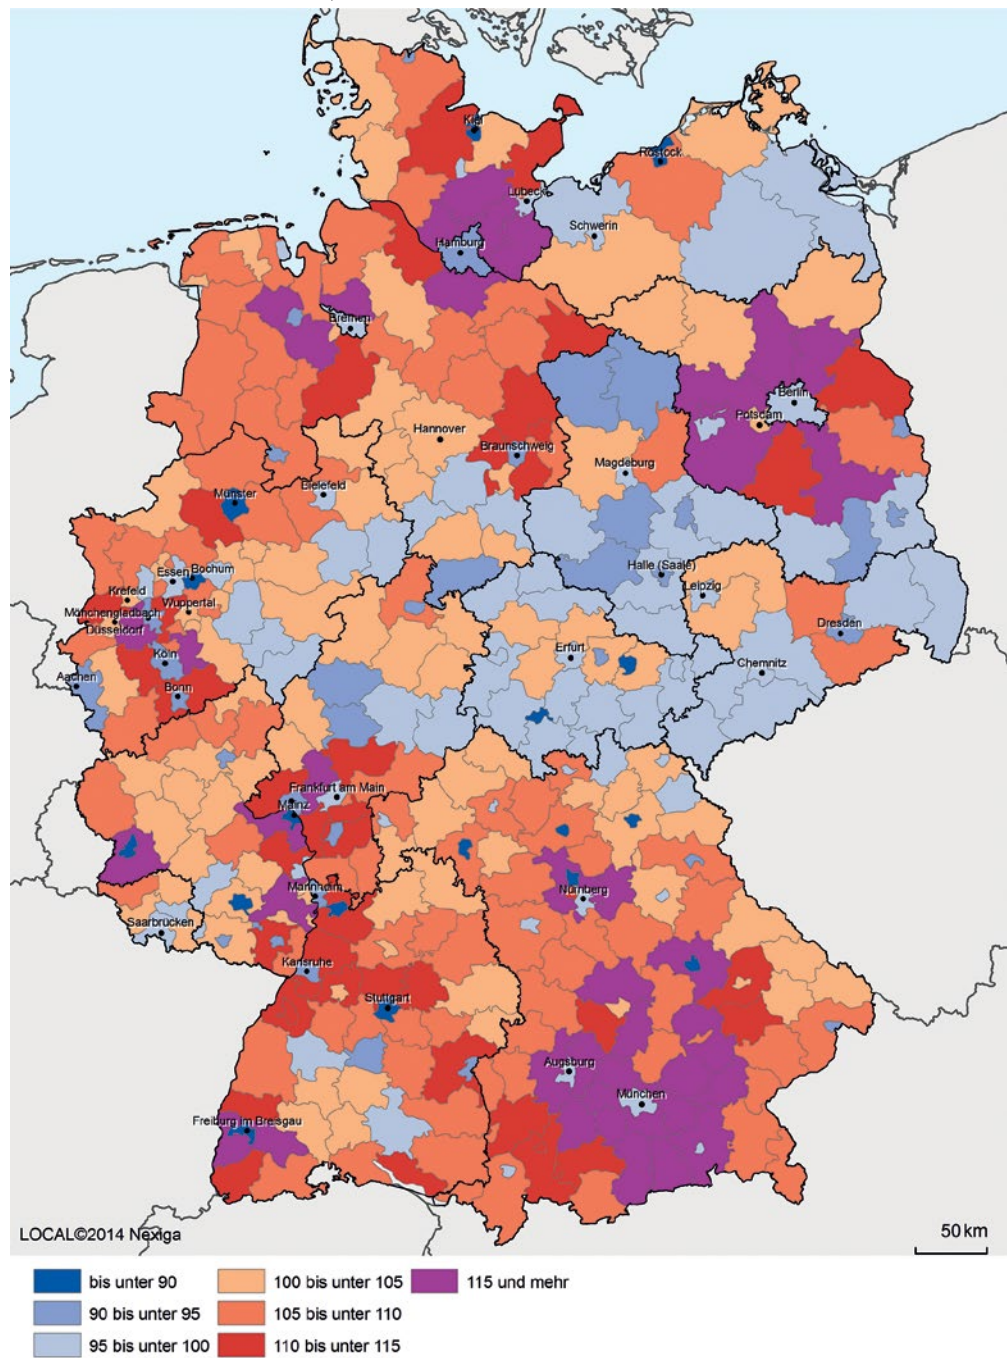 Kiel
Rostock
Lübeck
Schwerin
Hamburg
Bremen
Berlin
Potsdam
Hannover
Braunschweig
Magdeburg
Bielefeld
Münster
Essen Bochum
Halle (Saale)
Krefeld
Leipzig
Mönchengladbach
Wuppertal
Düsseldorf
Dresden
Erfurt
Köln
Chemnitz
Aachen
Bonn
Frankfurt am Main
Mainz
Mannheim
Nürnberg
Saarbrücken
Karlsruhe
Stuttgart
Augsburg
München
Freiburg im Breisgau
LOCAL©2014 Nexiga
50 km
bis unter 90
100 bis unter 105
115 und mehr
90 bis unter 95
105 bis unter 110
95 bis unter 100
110 bis unter 115